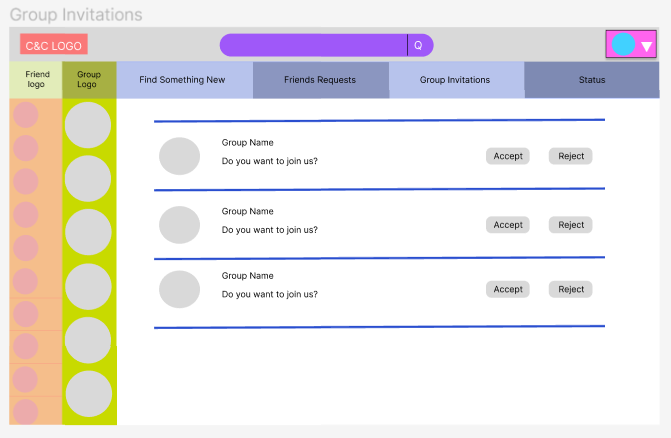 Group Invitations
C&C LOGO
Q
Friend
logo
Group
Logo
Find Something New
Friends Requests
Group Invitations
Status
Group Name
Do you want to join us?
Accept
Reject
Group Name
Do you want to join us?
Accept
Reject
Group Name
Do you want to join us?
Accept
Reject